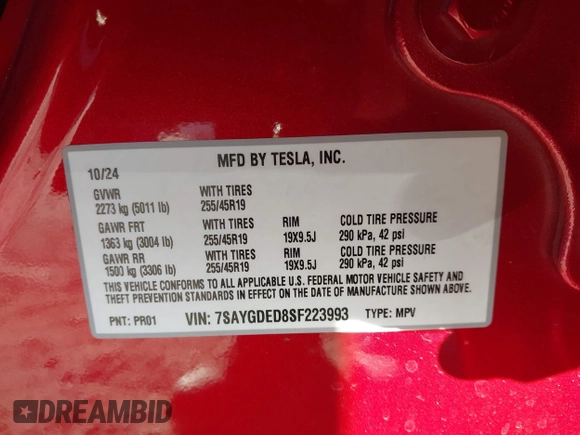 MFD BY TESLA, INC.
10/24
GVWR WITH TIRES
2273 kg (5011 lb) 255/45R19
GAWR FRT WITH TIRES RIM COLD TIRE PRESSURE
1363 kg (3004 lb) 255/45R19 19X9.5J 290 kPa, 42 psi
GAWR RR WITH TIRES RIM COLD TIRE PRESSURE
1500 kg (3306 lb) 255/45R19 19X9.5J 290 kPa, 42 psi
THIS VEHICLE CONFORMS TO ALL APPLICABLE U.S. FEDERAL MOTOR VEHICLE SAFETY AND
THEFT PREVENTION STANDARDS IN EFFECT ON THE DATE OF MANUFACTURE SHOWN ABOVE.
PNT: PR01 VIN: 7SAYGDED8SF223993 TYPE: MPV
DREAMBID